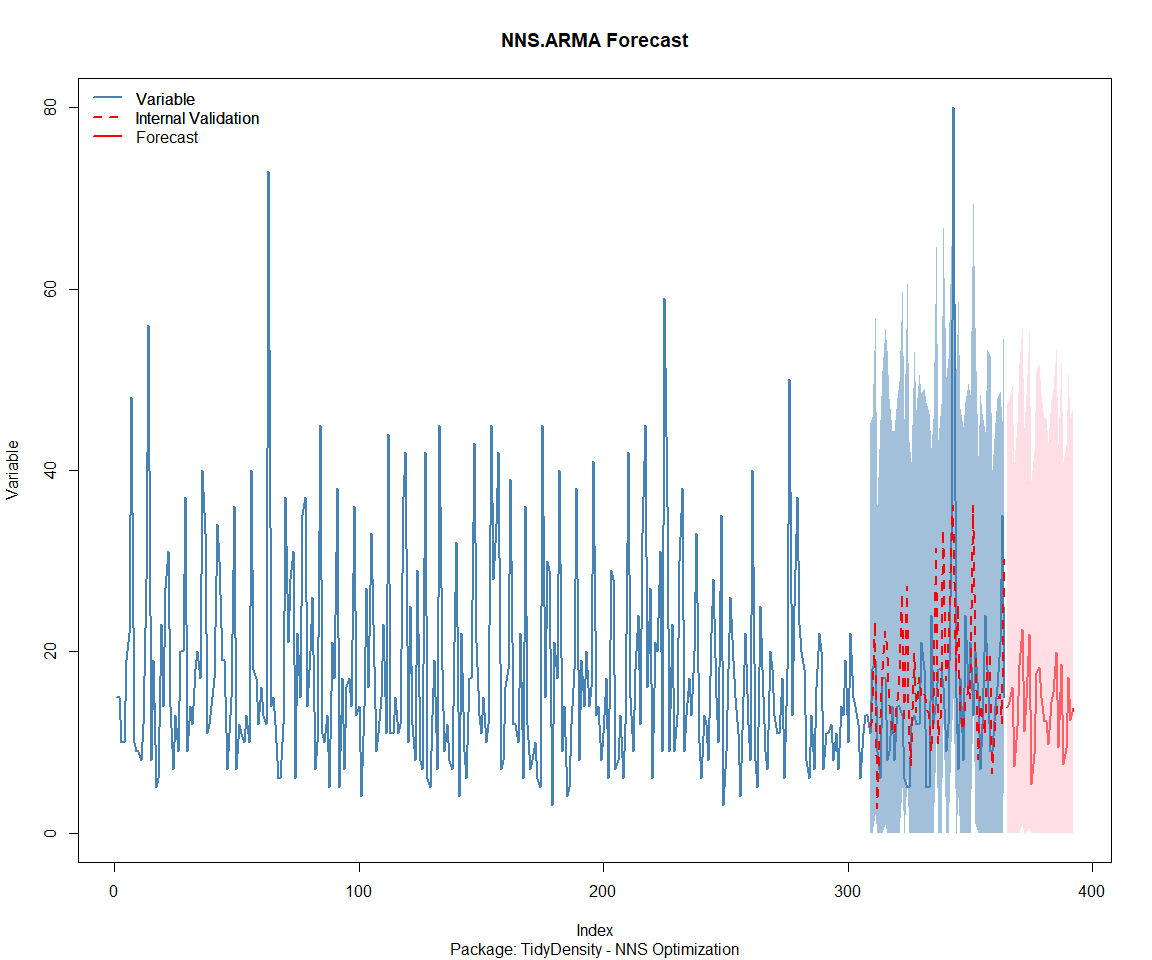 NNS.ARMA Forecast
Variable
Internal Validation
Forecast
80
60
40
20
0
Variable
0
100
200
300
400
Index
Package: TidyDensity - NNS Optimization